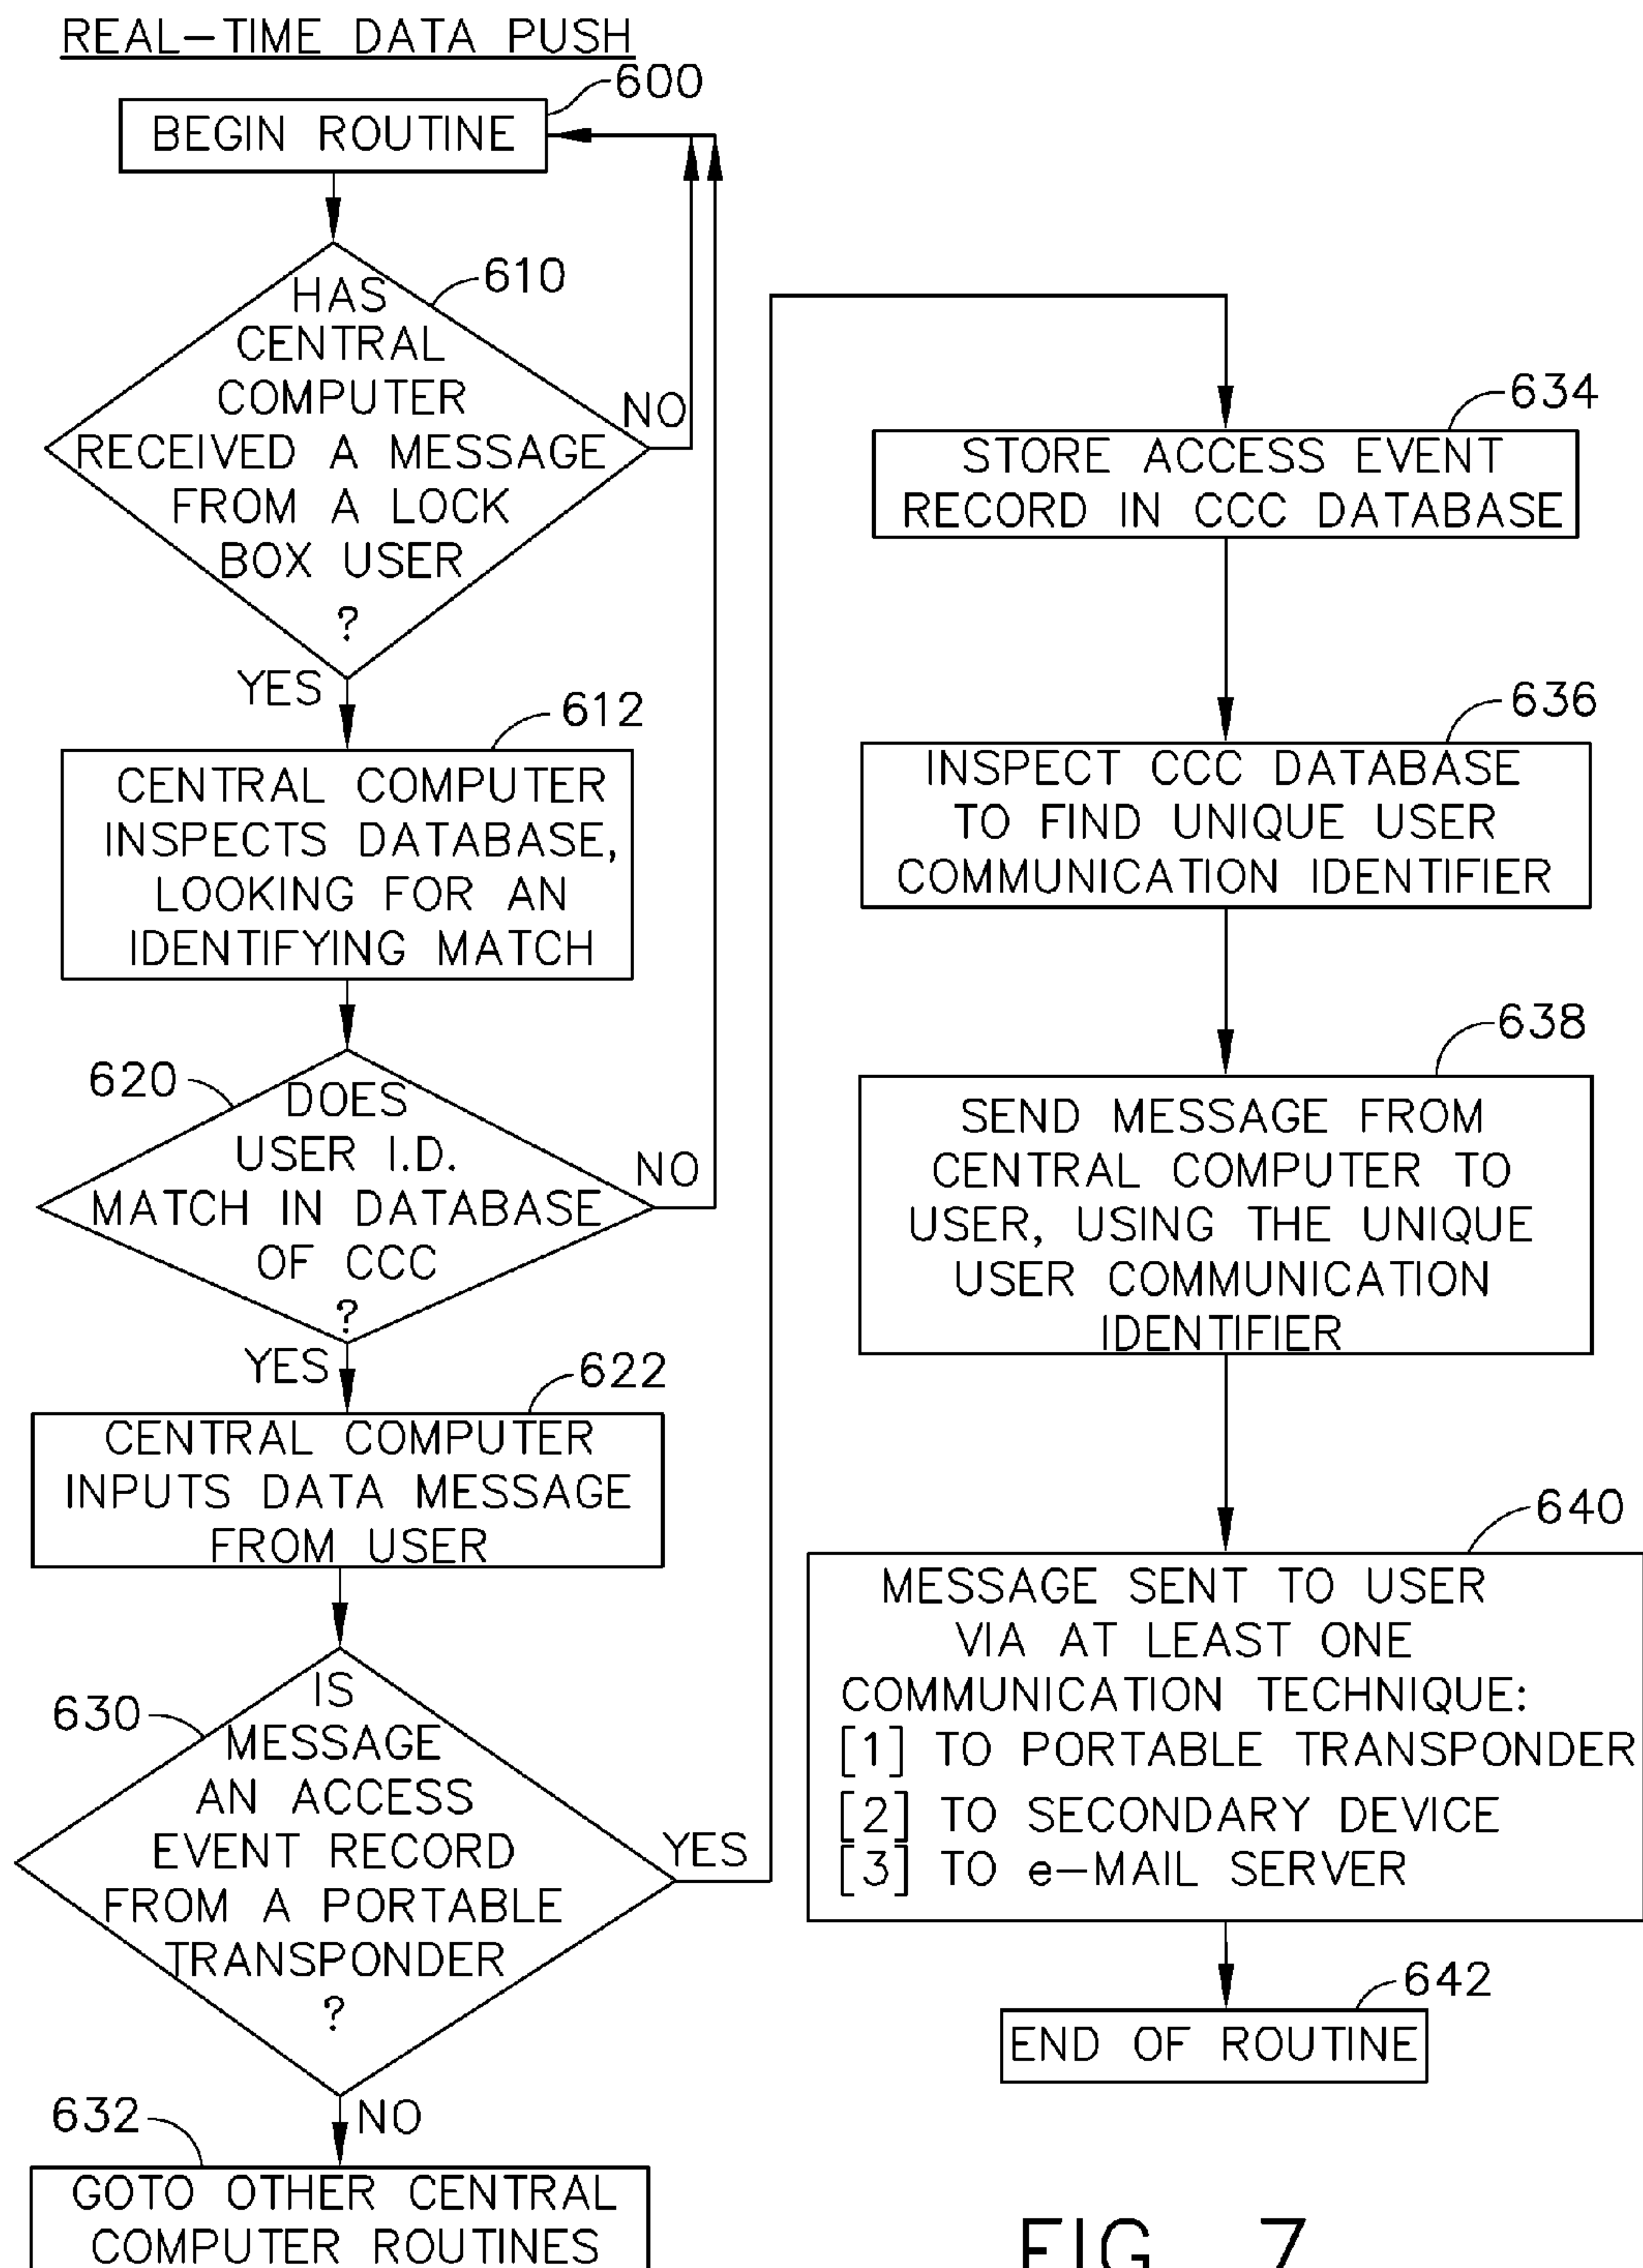 REAL-TIME DATA PUSH
600
BEGIN ROUTINE
610
HAS
CENTRAL
COMPUTER
RECEIVED A MESSAGE
FROM A LOCK
BOX USER
?
NO
YES
612
CENTRAL COMPUTER
INSPECTS DATABASE,
LOOKING FOR AN
IDENTIFYING MATCH
620
DOES
USER I.D.
MATCH IN DATABASE
OF CCC
?
NO
YES
622
CENTRAL COMPUTER
INPUTS DATA MESSAGE
FROM USER
630
IS
MESSAGE
AN ACCESS
EVENT RECORD
FROM A PORTABLE
TRANSPONDER
?
YES
NO
632
GOTO OTHER CENTRAL
COMPUTER ROUTINES
634
STORE ACCESS EVENT
RECORD IN CCC DATABASE
636
INSPECT CCC DATABASE
TO FIND UNIQUE USER
COMMUNICATION IDENTIFIER
638
SEND MESSAGE FROM
CENTRAL COMPUTER TO
USER, USING THE UNIQUE
USER COMMUNICATION
IDENTIFIER
640
MESSAGE SENT TO USER
VIA AT LEAST ONE
COMMUNICATION TECHNIQUE:
[1] TO PORTABLE TRANSPONDER
[2] TO SECONDARY DEVICE
[3] TO e-MAIL SERVER
642
END OF ROUTINE
FIG. 7